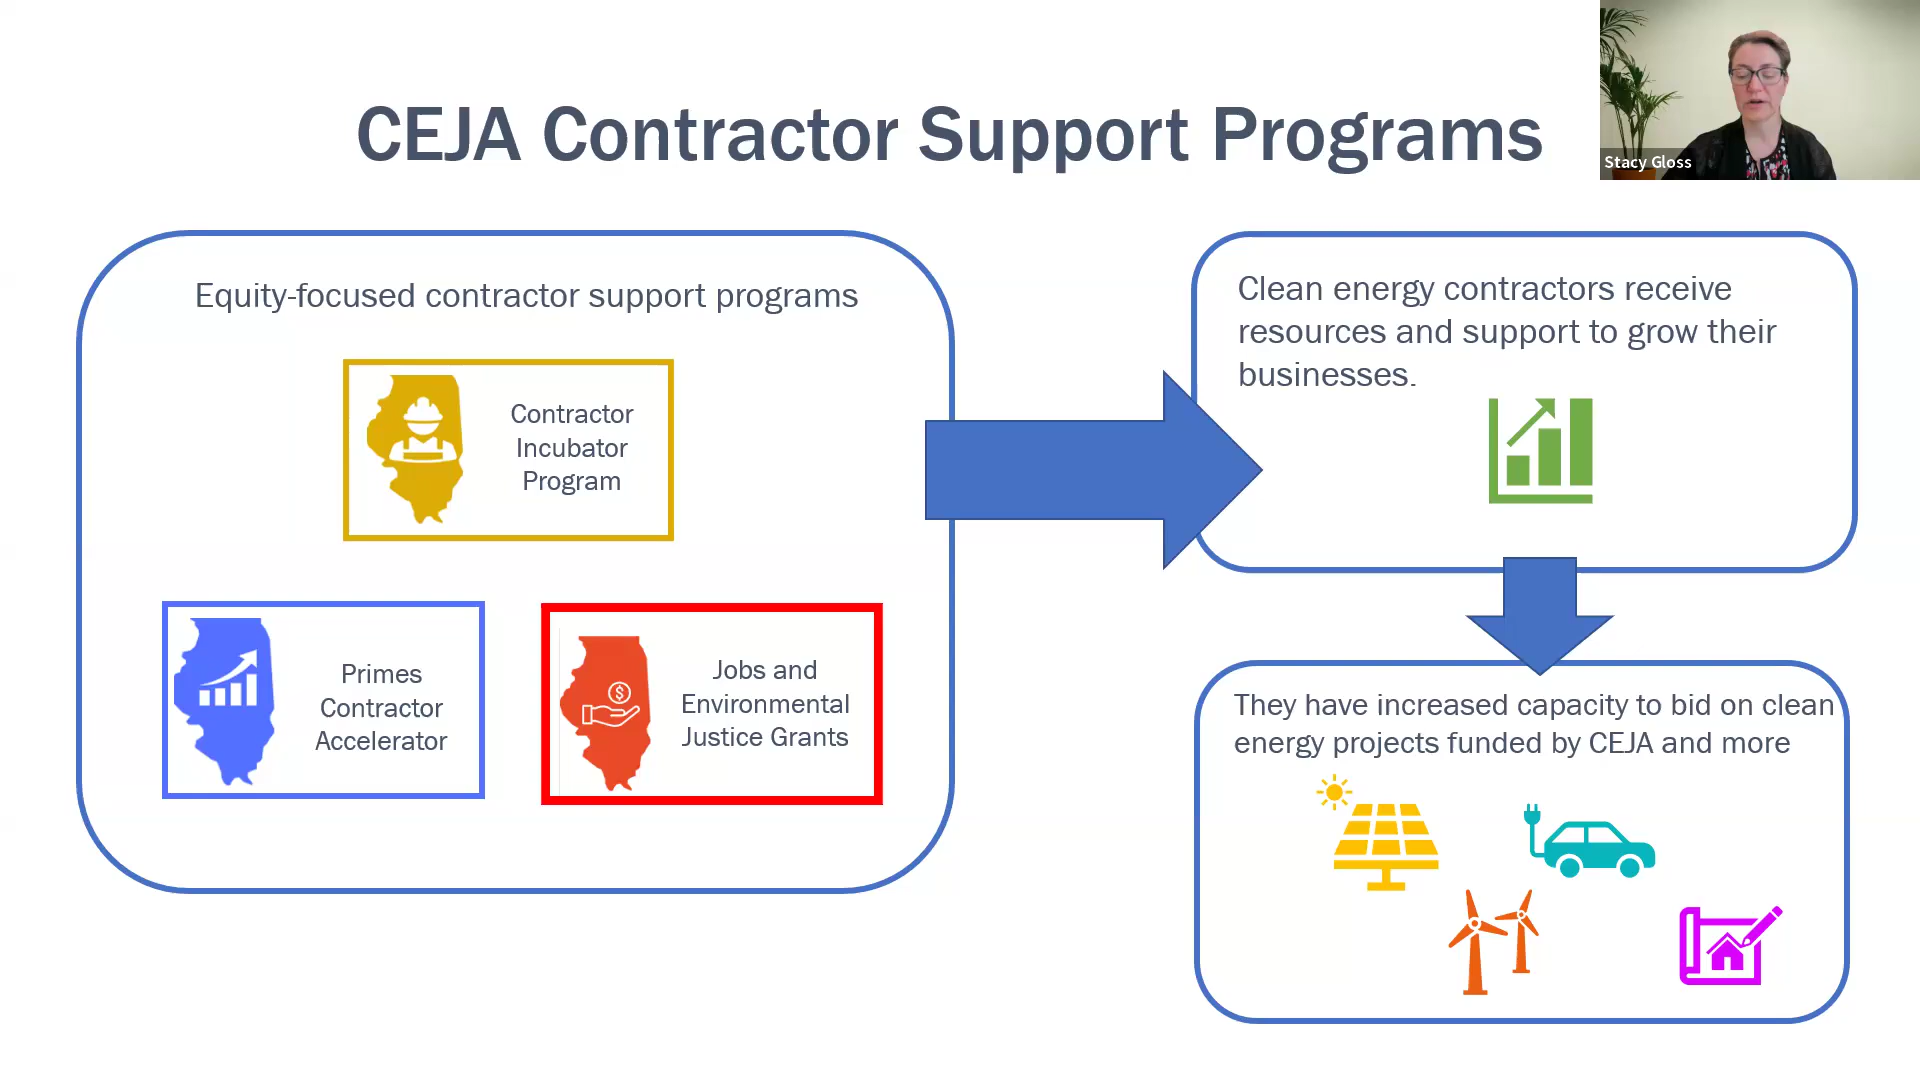 CEJA Contractor Support Programs
Stacy Gloss
Equity-focused contractor support programs
Contractor
Incubator
Program
Primes
Contractor
Accelerator
$
Jobs and
Environmental
Justice Grants
Clean energy contractors receive
resources and support to grow their
businesses.
They have increased capacity to bid on clean
energy projects funded by CEJA and more